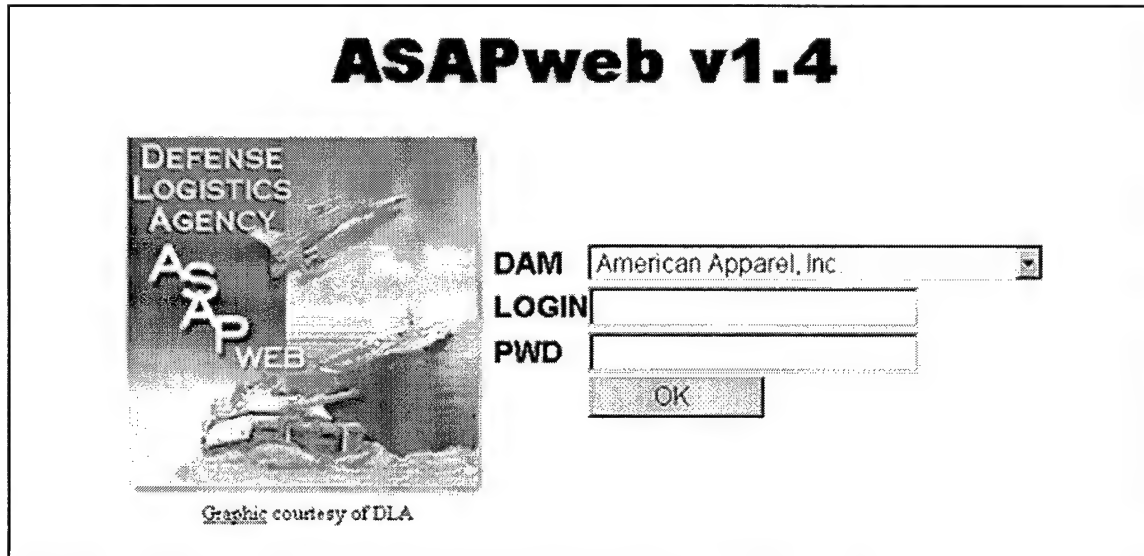 ASAPweb v1.4
DEFENSE
LOGISTICS
AGENCY
ASAP
WEB
DAM American Apparel, Inc.
LOGIN
PWD
OK
Graphic courtesy of DLA